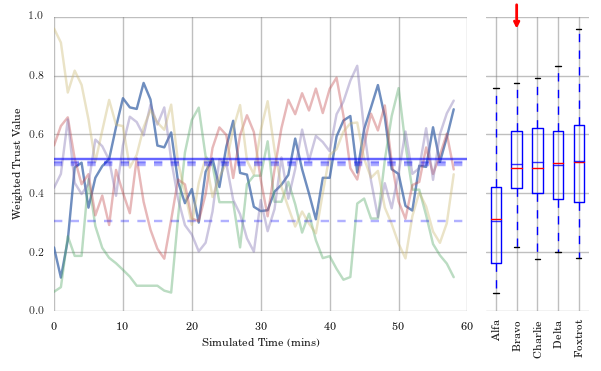 1.0
0.8
0.6
0.4
0.2
0.0
Weighted Trust Value
0 10 20 30 40 50 60
Simulated Time (mins)
Alfa
Bravo
Charlie
Delta
Foxtrot